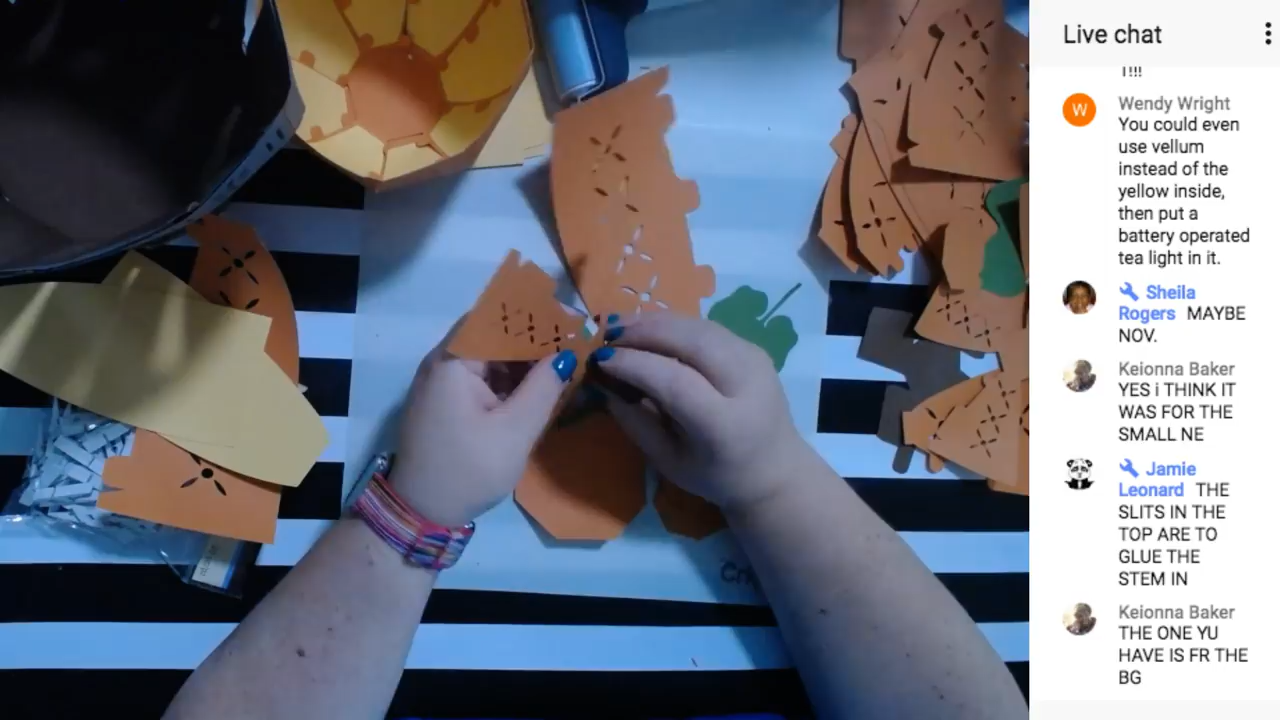 Live chat
1!!!
Wendy Wright
You could even
use vellum
instead of the
yellow inside,
then put a
battery operated
tea light in it.
Sheila
Rogers MAYBE
NOV.
Keionna Baker
YES i THINK IT
WAS FOR THE
SMALL NE
Jamie
Leonard THE
SLITS IN THE
TOP ARE TO
GLUE THE
STEM IN
Keionna Baker
THE ONE YU
HAVE IS FR THE
BG
W